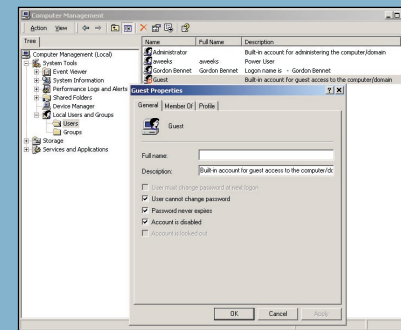 Computer Management
Action View
Tree
Name Full Name Description
Computer Management (Local)
System Tools
Event Viewer
System Information
Performance Logs and Alerts
Shared Folders
Device Manager
Local Users and Groups
Users
Groups
Storage
Services and Applications
Administrator Built-in account for administering the computer/domain
aweeks aweeks Power User
Gordon Bennet Gordon Bennet Logon name is - Gordon Bennet
Guest Built-in account for guest access to the computer/domain
Guest Properties
General Member Of Profile
Guest
Full name:
Description: Built-in account for guest access to the computer/dc
User must change password at next logon
User cannot change password
Password never expires
Account is disabled
Account is locked out
OK Cancel Apply